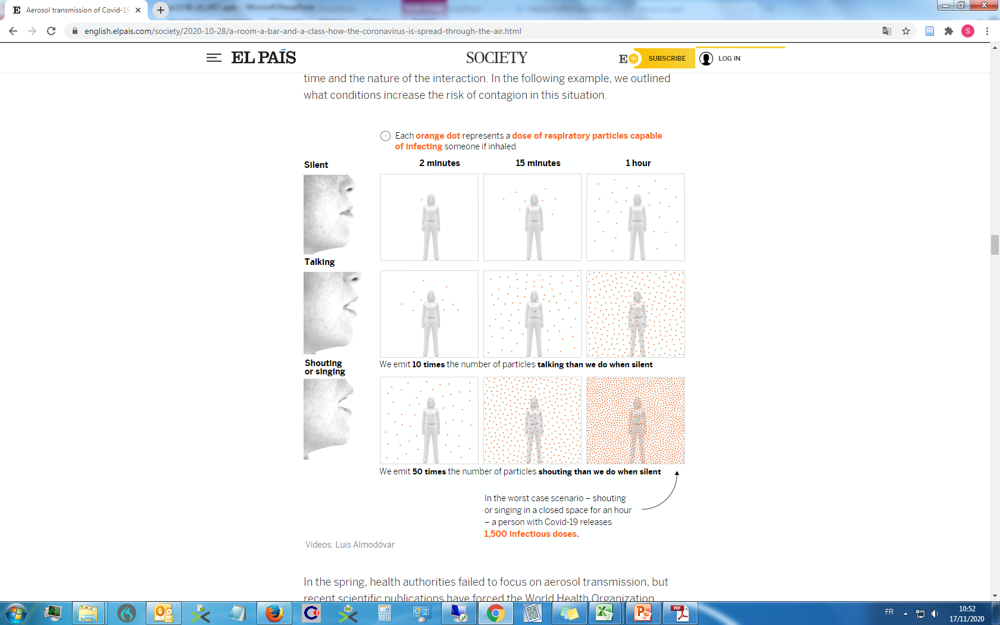 Aerosol transmission of Covid-19
english.elpais.com/society/2020-10-28/a-room-a-bar-and-a-class-how-the-coronavirus-is-spread-through-the-air.html
S
EL PAÍS
SOCIETY
E+
SUBSCRIBE
LOG IN
time and the nature of the interaction. In the following example, we outlined
what conditions increase the risk of contagion in this situation.
Each orange dot represents a dose of respiratory particles capable
of infecting someone if inhaled
2 minutes
15 minutes
1 hour
Silent
Talking
We emit 10 times the number of particles talking than we do when silent
Shouting
or singing
We emit 50 times the number of particles shouting than we do when silent
In the worst case scenario – shouting
or singing in a closed space for an hour
– a person with Covid-19 releases
1,500 infectious doses.
Videos: Luis Almodóvar
In the spring, health authorities failed to focus on aerosol transmission, but
recent scientific publications have forced the World Health Organization
FR
10:52
17/11/2020